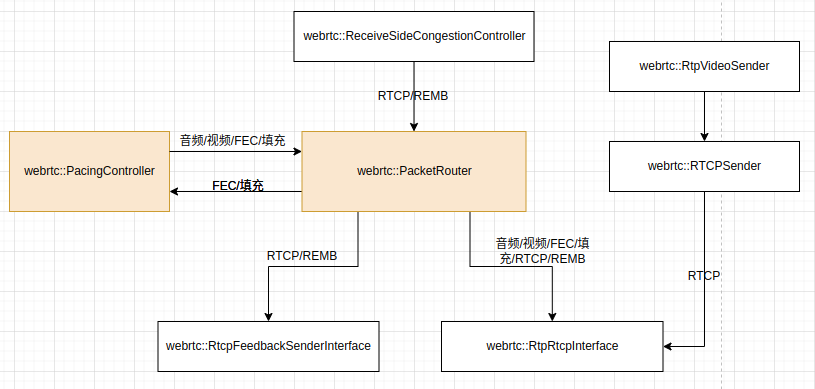 webrtc::ReceiveSideCongestionController
webrtc::RtpVideoSender
RTCP/REMB
音频/视频/FEC/填充
webrtc::PacingController
webrtc::PacketRouter
webrtc::RTCPSender
FEC/填充
RTCP/REMB
音频/视频/FEC/填
充/RTCP/REMB
RTCP
webrtc::RtcpFeedbackSenderInterface
webrtc::RtpRtcpInterface